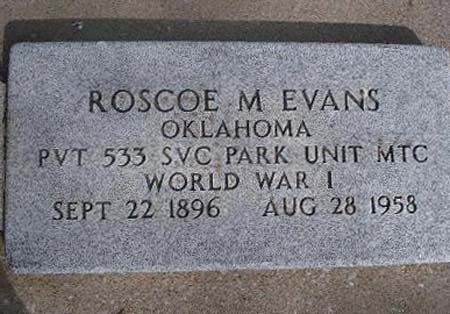 ROSCOE M EVANS
OKLAHOMA
PVT 533 SVC PARK UNIT MTC
WORLD WAR I
SEPT 22 1896 AUG 28 1958